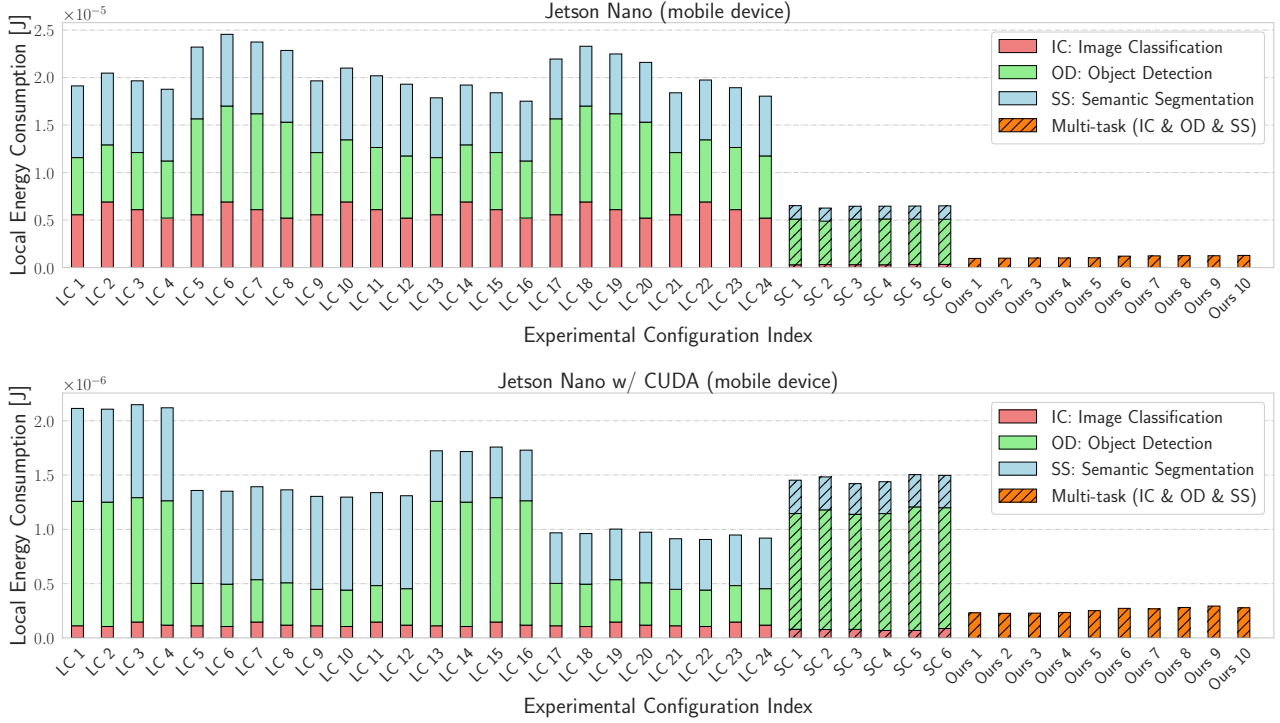 Jetson Nano (mobile device)
×10⁻⁵
Local Energy Consumption [J]
2.5
2.0
1.5
1.0
0.5
0.0
IC: Image Classification
OD: Object Detection
SS: Semantic Segmentation
Multi-task (IC & OD & SS)
LC 1 LC 2 LC 3 LC 4 LC 5 LC 6 LC 7 LC 8 LC 9 LC 10 LC 11 LC 12 LC 13 LC 14 LC 15 LC 16 LC 17 LC 18 LC 19 LC 20 LC 21 LC 22 LC 23 LC 24 SC 1 SC 2 SC 3 SC 4 SC 5 SC 6 Ours 1 Ours 2 Ours 3 Ours 4 Ours 5 Ours 6 Ours 7 Ours 8 Ours 9 Ours 10
Experimental Configuration Index
Jetson Nano w/ CUDA (mobile device)
×10⁻⁶
Local Energy Consumption [J]
2.0
1.5
1.0
0.5
0.0
IC: Image Classification
OD: Object Detection
SS: Semantic Segmentation
Multi-task (IC & OD & SS)
LC 1 LC 2 LC 3 LC 4 LC 5 LC 6 LC 7 LC 8 LC 9 LC 10 LC 11 LC 12 LC 13 LC 14 LC 15 LC 16 LC 17 LC 18 LC 19 LC 20 LC 21 LC 22 LC 23 LC 24 SC 1 SC 2 SC 3 SC 4 SC 5 SC 6 Ours 1 Ours 2 Ours 3 Ours 4 Ours 5 Ours 6 Ours 7 Ours 8 Ours 9 Ours 10
Experimental Configuration Index